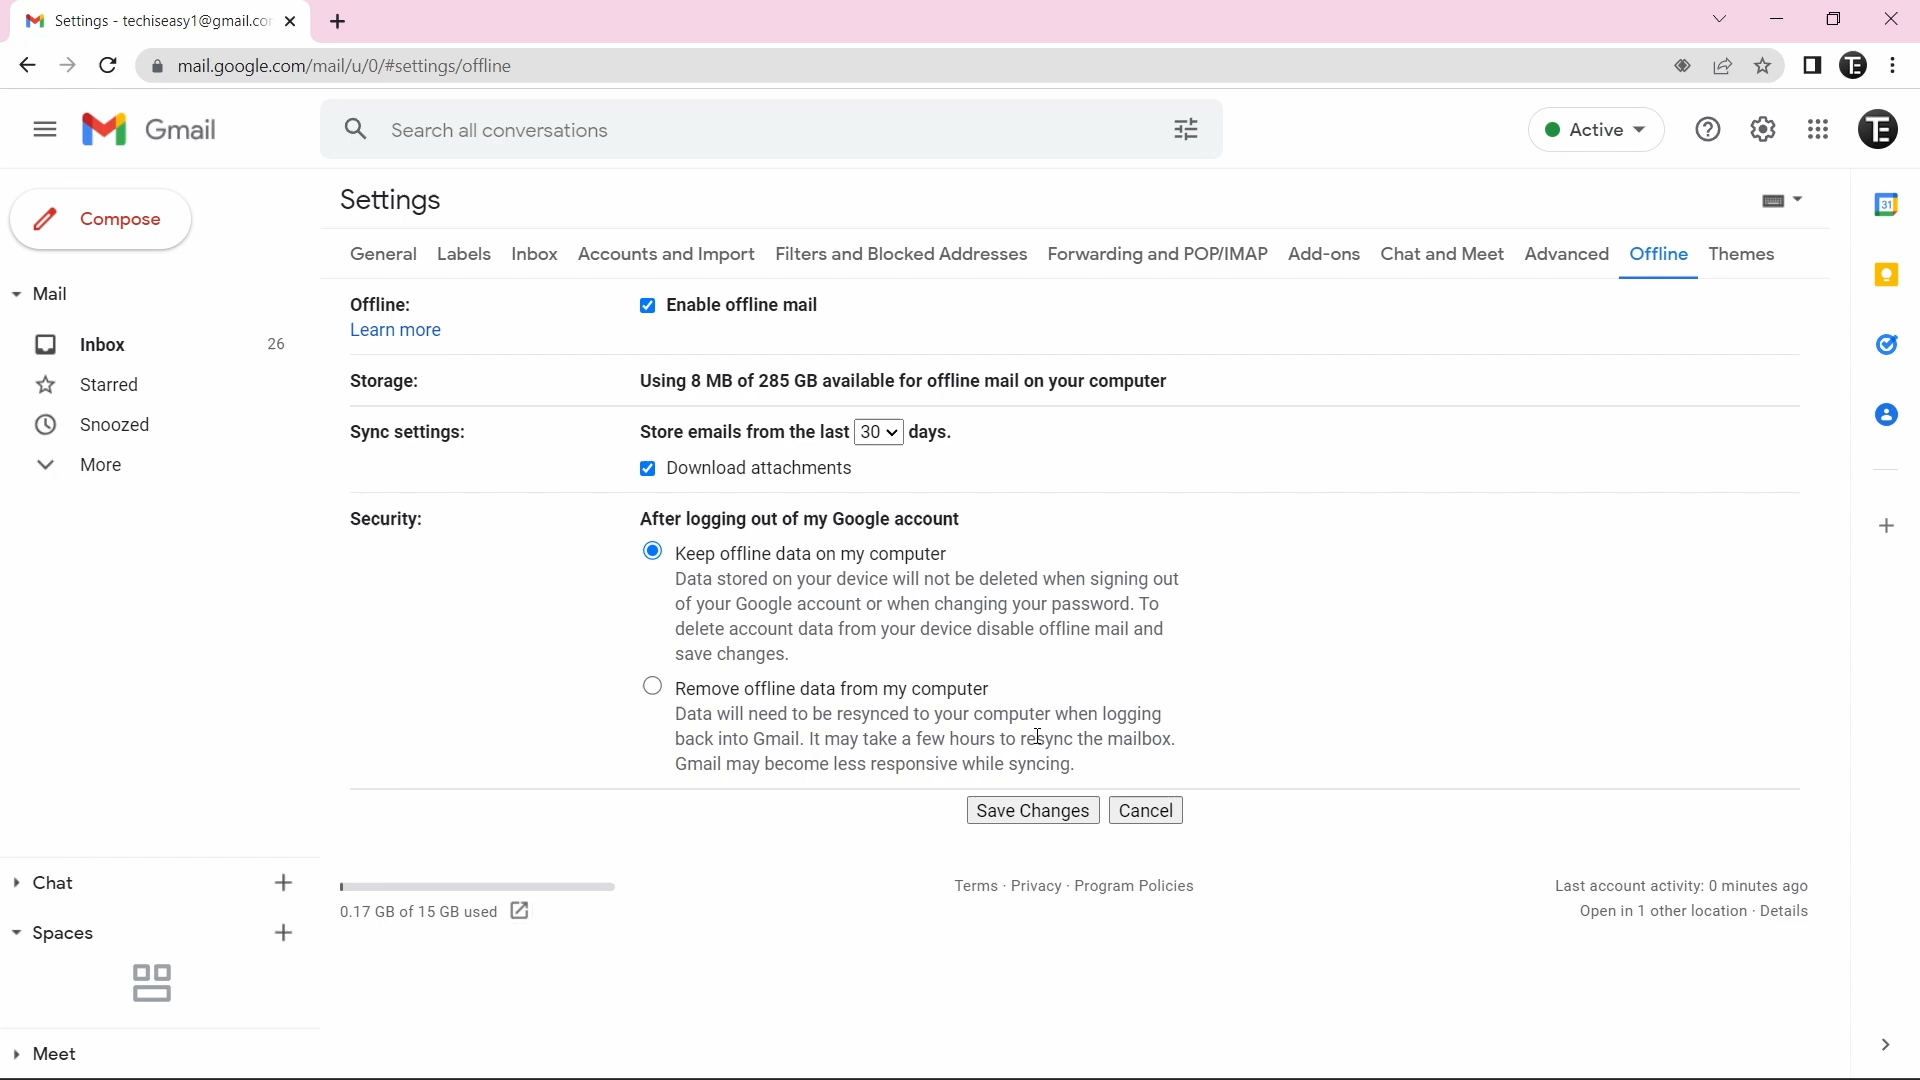 Settings - techiseasy1@gmail.co
mail.google.com/mail/u/0/#settings/offline
Gmail
Search all conversations
Active
Compose
Mail
Inbox 26
Starred
Snoozed
More
Chat
Spaces
Meet
Settings
General Labels Inbox Accounts and Import Filters and Blocked Addresses Forwarding and POP/IMAP Add-ons Chat and Meet Advanced Offline Themes
Offline: Enable offline mail
Learn more
Storage: Using 8 MB of 285 GB available for offline mail on your computer
Sync settings: Store emails from the last 30 days.
Download attachments
Security: After logging out of my Google account
Keep offline data on my computer
Data stored on your device will not be deleted when signing out
of your Google account or when changing your password. To
delete account data from your device disable offline mail and
save changes.
Remove offline data from my computer
Data will need to be resynced to your computer when logging
back into Gmail. It may take a few hours to resync the mailbox.
Gmail may become less responsive while syncing.
Save Changes Cancel
0.17 GB of 15 GB used
Terms · Privacy · Program Policies
Last account activity: 0 minutes ago
Open in 1 other location · Details
31